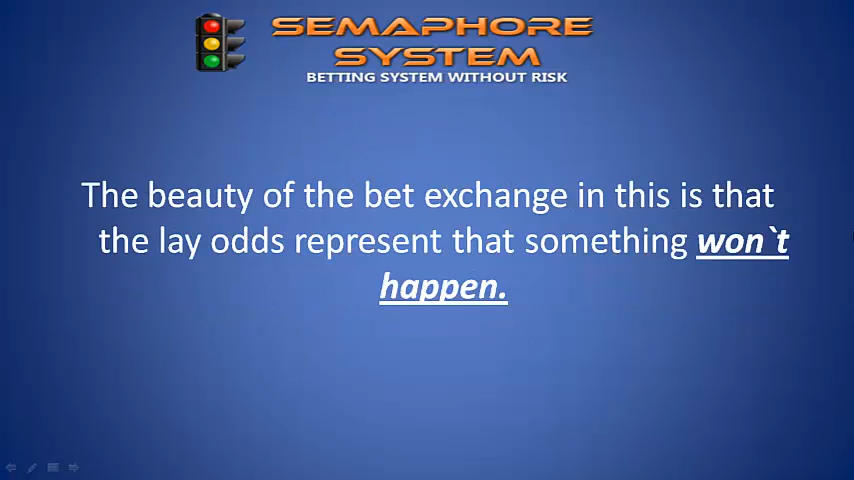 SEMAPHORE
SYSTEM
BETTING SYSTEM WITHOUT RISK
The beauty of the bet exchange in this is that
the lay odds represent that something won`t
happen.